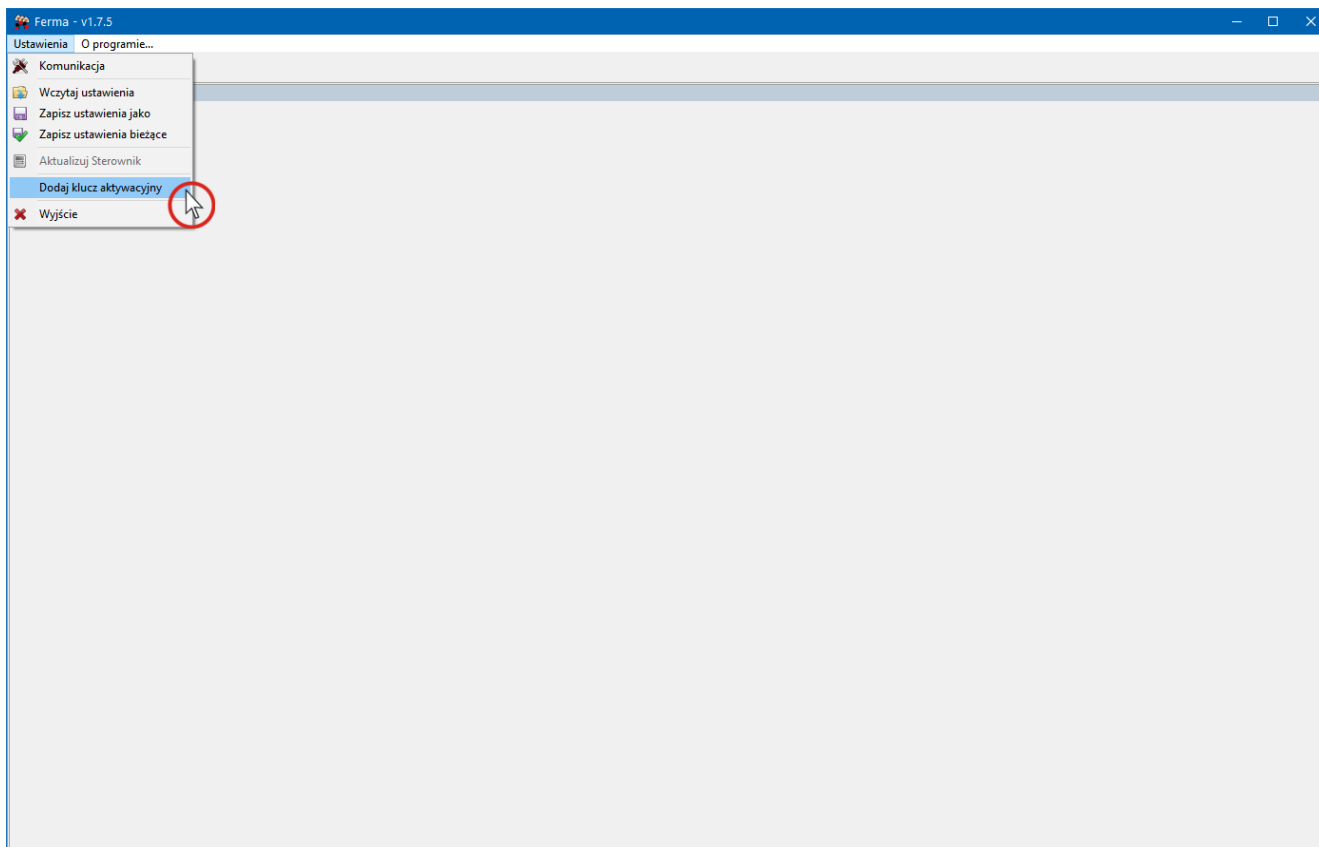 Ferma - v1.7.5
Ustawienia O programie...
Komunikacja
Wczytaj ustawienia
Zapisz ustawienia jako
Zapisz ustawienia bieżące
Aktualizuj Sterownik
Dodaj klucz aktywacyjny
Wyjście